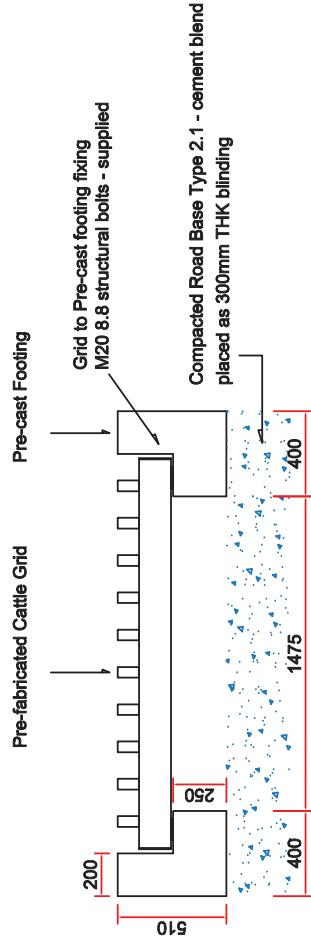 Pre-fabricated Cattle Grid
Pre-cast Footing
Grid to Pre-cast footing fixing
M20 8.8 structural bolts - supplied
Compacted Road Base Type 2.1 - cement blend
placed as 300mm THK blinding
200
510
250
400
1475
400